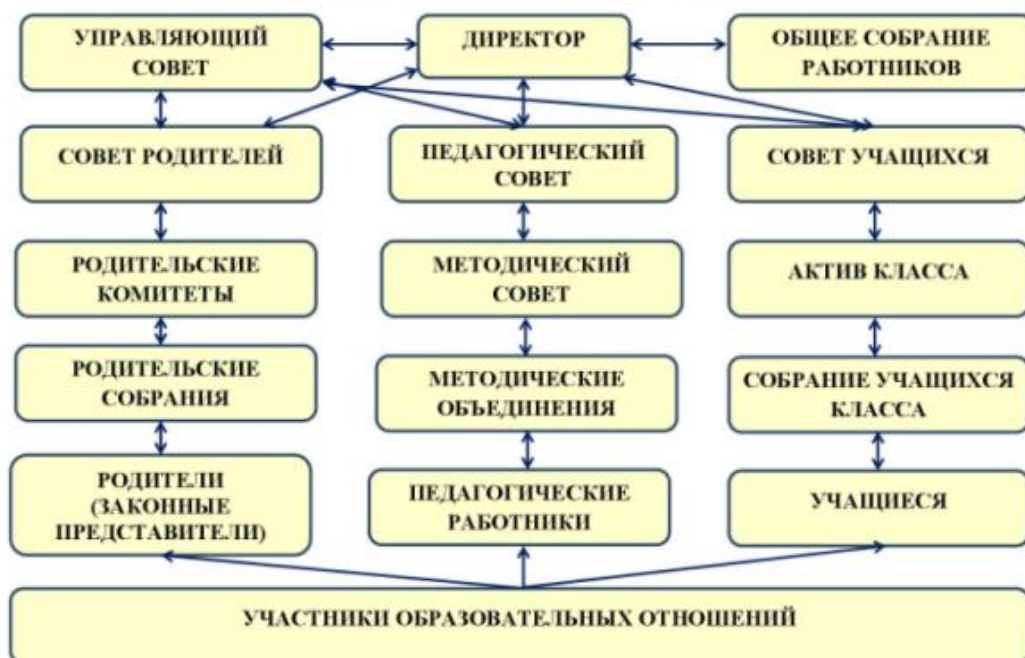 УПРАВЛЯЮЩИЙ
СОВЕТ
ДИРЕКТОР
ОБЩЕЕ СОБРАНИЕ
РАБОТНИКОВ
СОВЕТ РОДИТЕЛЕЙ
ПЕДАГОГИЧЕСКИЙ
СОВЕТ
СОВЕТ УЧАЩИХСЯ
РОДИТЕЛЬСКИЕ
КОМИТЕТЫ
МЕТОДИЧЕСКИЙ
СОВЕТ
АКТИВ КЛАССА
РОДИТЕЛЬСКИЕ
СОБРАНИЯ
МЕТОДИЧЕСКИЕ
ОБЪЕДИНЕНИЯ
СОБРАНИЕ УЧАЩИХСЯ
КЛАССА
РОДИТЕЛИ
(ЗАКОННЫЕ
ПРЕДСТАВИТЕЛИ)
ПЕДАГОГИЧЕСКИЕ
РАБОТНИКИ
УЧАЩИЕСЯ
УЧАСТНИКИ ОБРАЗОВАТЕЛЬНЫХ ОТНОШЕНИЙ